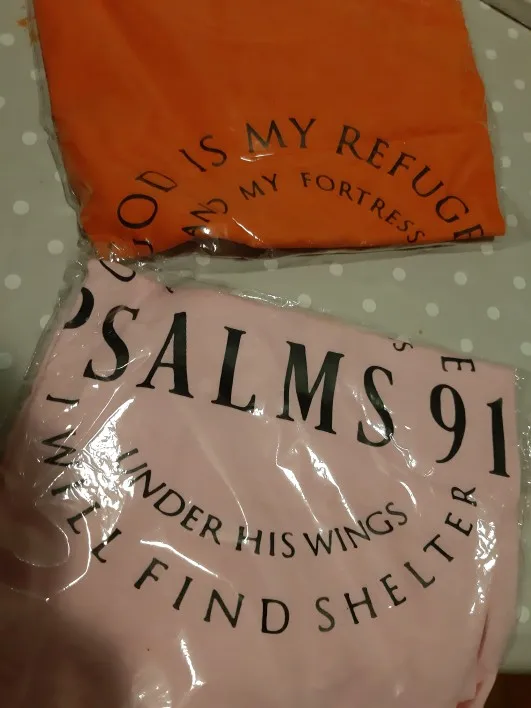 GOD IS MY REFUGE
AND MY FORTRESS
S E
PSALMS 91
UNDER HIS WINGS
I WILL FIND SHELTER